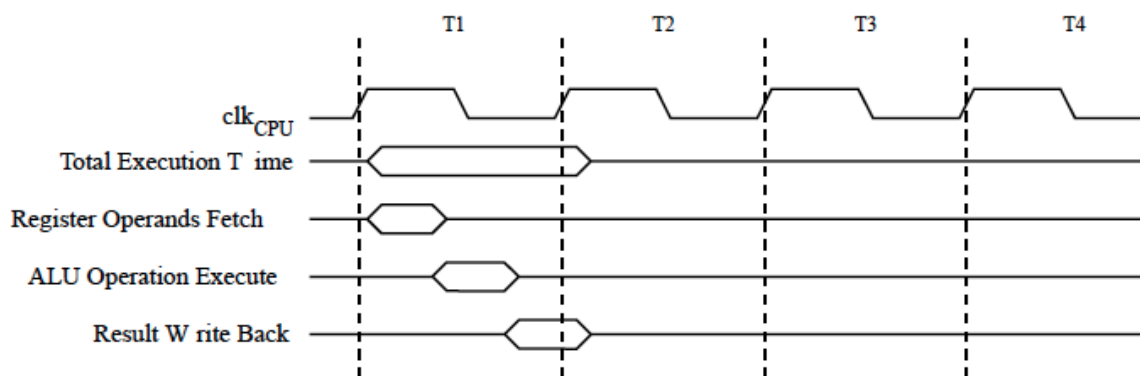 T1 T2 T3 T4
clkCPU
Total Execution T ime
Register Operands Fetch
ALU Operation Execute
Result W rite Back